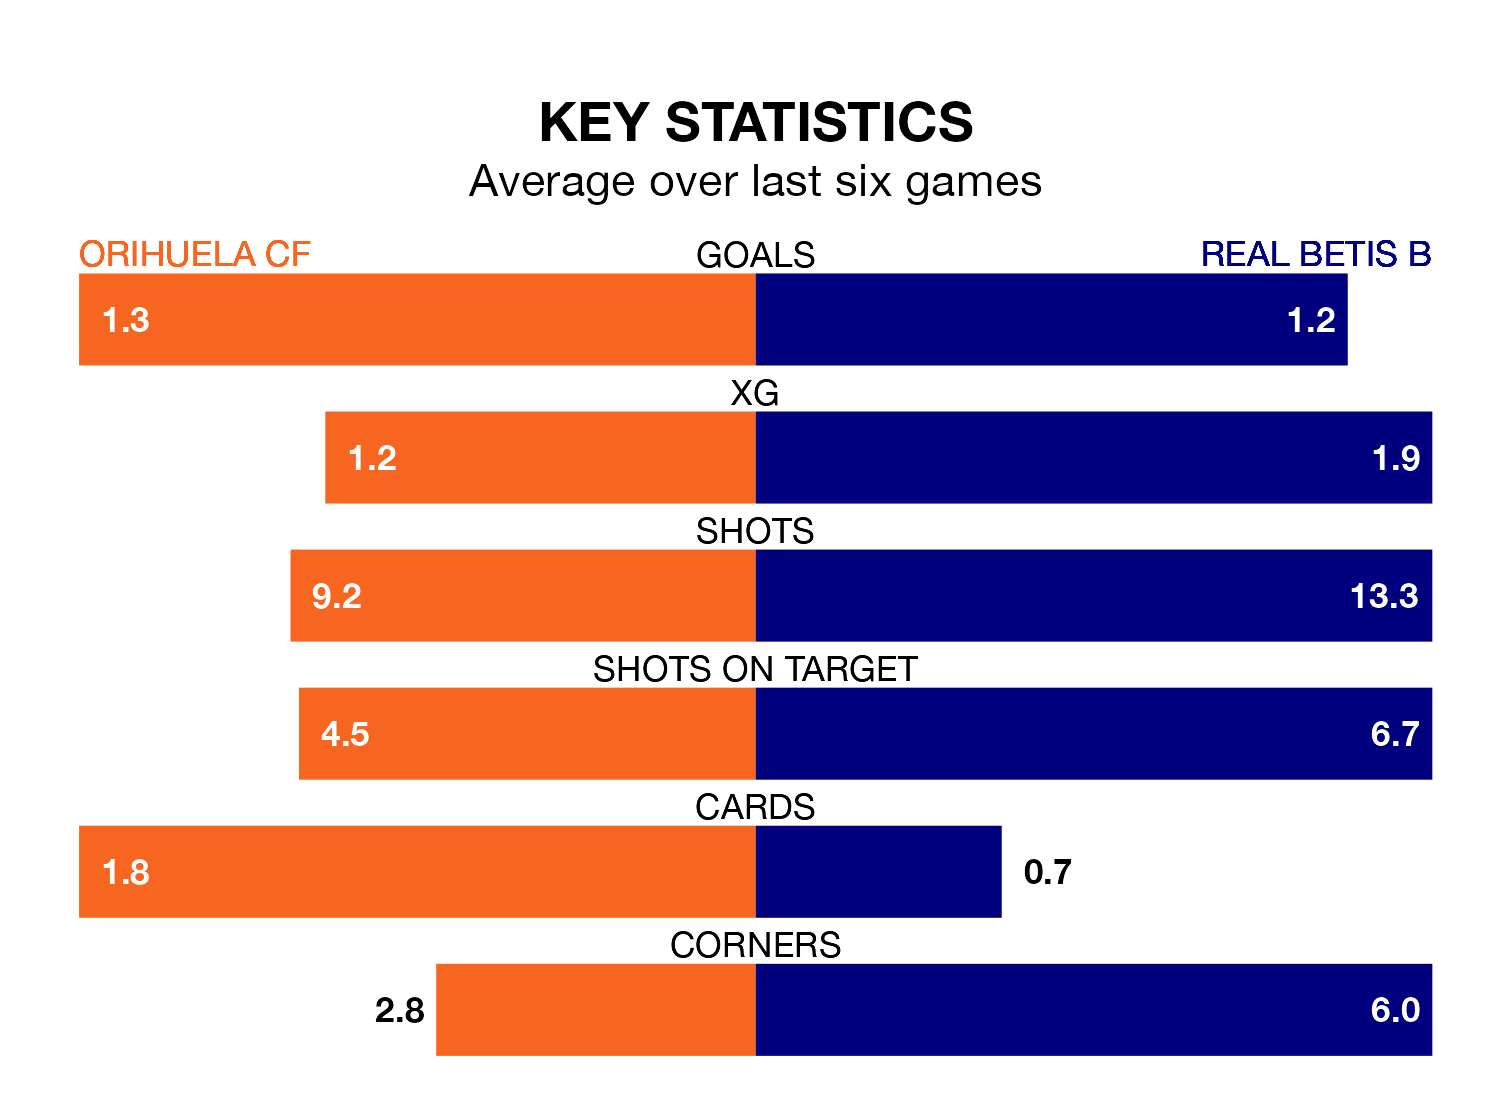 KEY STATISTICS
Average over last six games
ORIHUELA CF GOALS REAL BETIS B
1.3 1.2
XG
1.2 1.9
SHOTS
9.2 13.3
SHOTS ON TARGET
4.5 6.7
CARDS
1.8 0.7
CORNERS
2.8 6.0